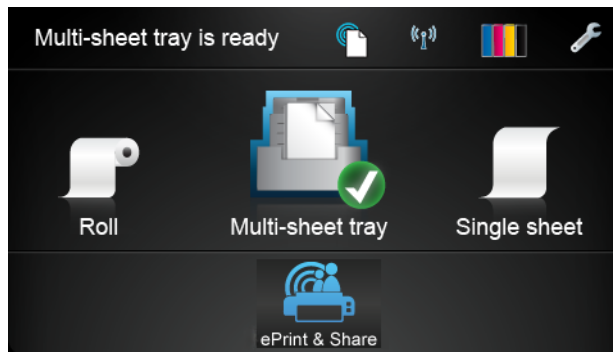 Multi-sheet tray is ready
Roll
Multi-sheet tray
Single sheet
ePrint & Share